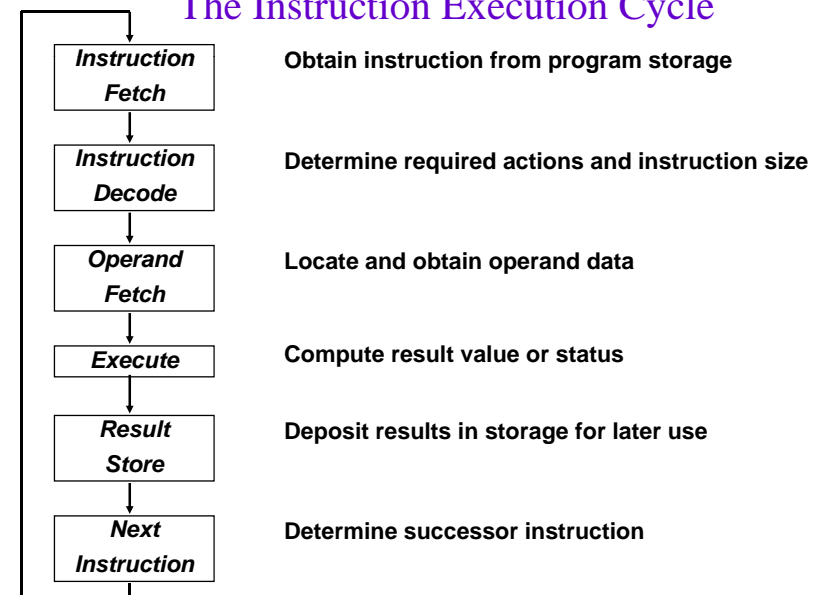 The Instruction Execution Cycle
Instruction
Fetch
Obtain instruction from program storage
Instruction
Decode
Determine required actions and instruction size
Operand
Fetch
Locate and obtain operand data
Execute
Compute result value or status
Result
Store
Deposit results in storage for later use
Next
Instruction
Determine successor instruction